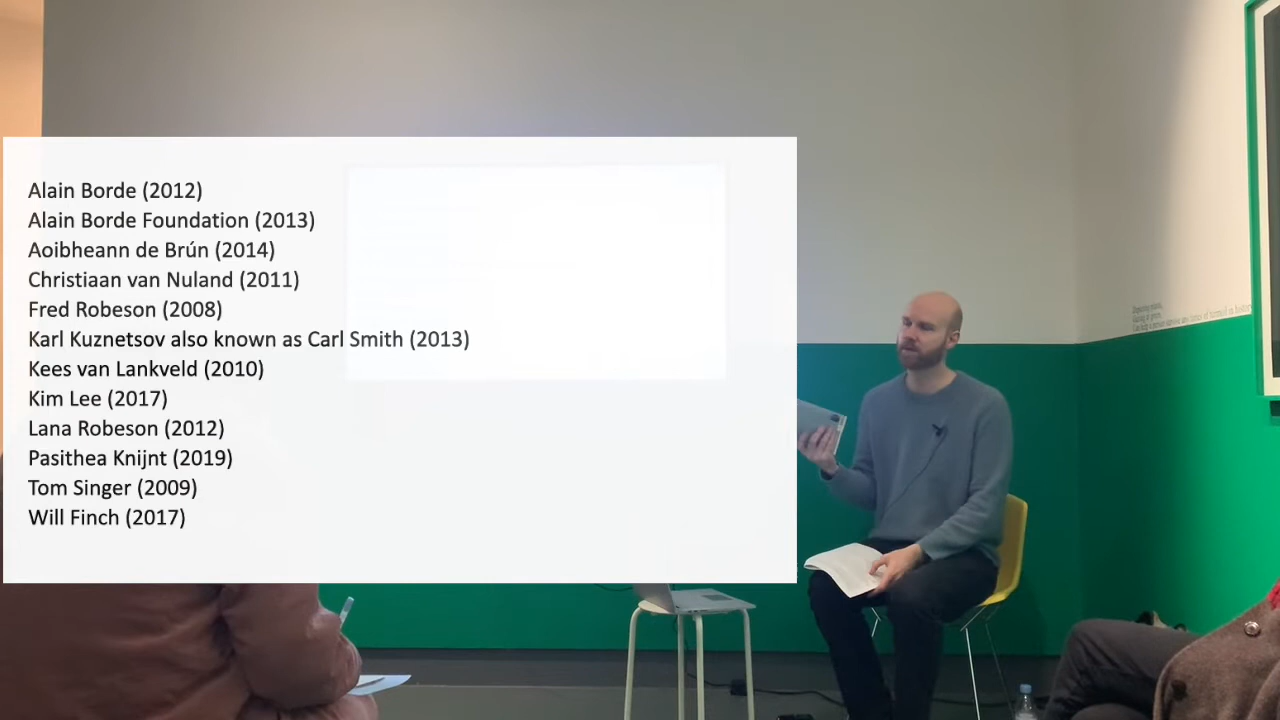 Alain Borde (2012)
Alain Borde Foundation (2013)
Aoibheann de Brún (2014)
Christiaan van Nuland (2011)
Fred Robeson (2008)
Karl Kuznetsov also known as Carl Smith (2013)
Kees van Lankveld (2010)
Kim Lee (2017)
Lana Robeson (2012)
Pasithea Knijnt (2019)
Tom Singer (2009)
Will Finch (2017)